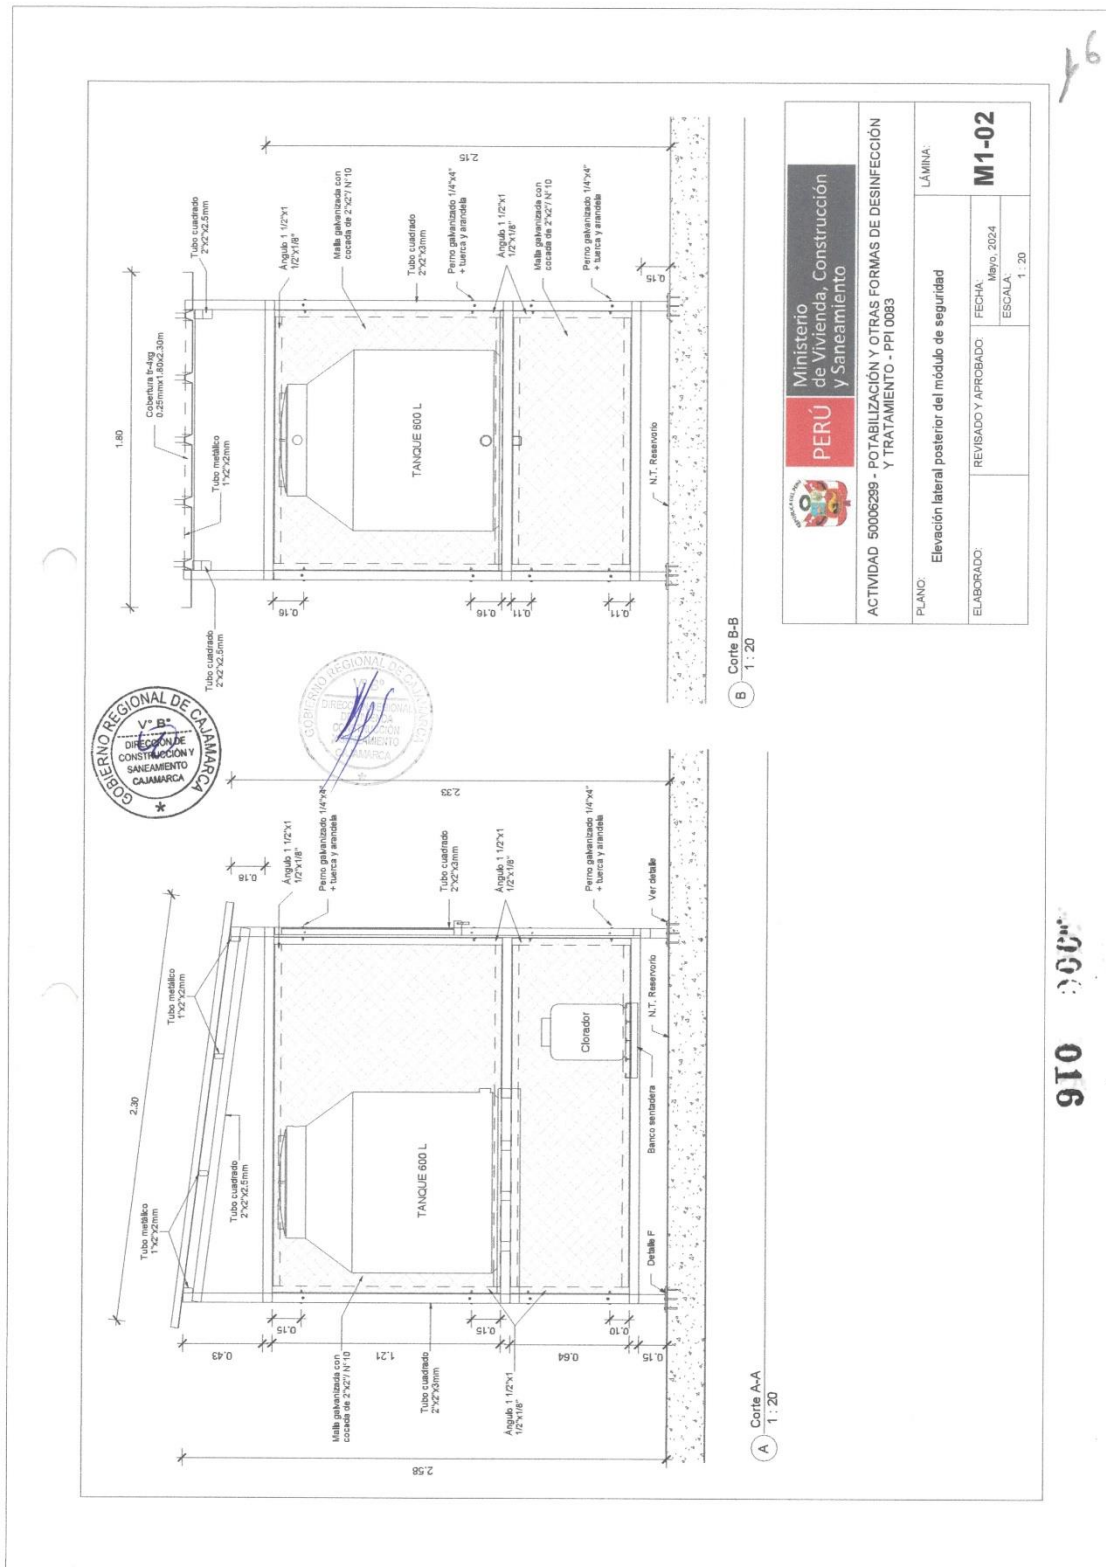 2.30
Tubo metálico
1"x2"x2mm
Tubo metálico
1"x2"x2mm
Tubo cuadrado
2"x2"x2.5mm
0.18
0.43
Ángulo 1 1/2"x1
1/2"x1/8"
Perno galvanizado 1/4"x4"
+ tuerca y arandela
0.15
Malla galvanizada con
cocada de 2"x2"/ N°10
1.21
2.33
2.58
TANQUE 600 L
Tubo cuadrado
2"x2"x3mm
Tubo cuadrado
2"x2"x3mm
0.15
Ángulo 1 1/2"x1
1/2"x1/8"
Ángulo 1 1/2"x1
1/2"x1/8"
0.64
Clorador
Perno galvanizado 1/4"x4"
+ tuerca y arandela
0.10
0.15
Detalle F
Banco sentadera
N.T. Reservorio
Ver detalle
A
Corte A-A
1 : 20
GOBIERNO REGIONAL DE CAJAMARCA
V° B°
DIRECCIÓN DE
CONSTRUCCIÓN Y
SANEAMIENTO
CAJAMARCA
GOBIERNO REGIONAL DE CAJAMARCA
V° B°
CAJAMARCA
1.80
Tubo cuadrado
2"x2"x2.5mm
Tubo metálico
1"x2"x2mm
Cobertura tr-4xg
0.25mmx1.80x2.30m
Tubo cuadrado
2"x2"x2.5mm
0.16
Ángulo 1 1/2"x1
1/2"x1/8"
Malla galvanizada con
cocada de 2"x2"/ N°10
2.15
TANQUE 600 L
Tubo cuadrado
2"x2"x3mm
Perno galvanizado 1/4"x4"
+ tuerca y arandela
0.16
0.11
Ángulo 1 1/2"x1
1/2"x1/8"
Malla galvanizada con
cocada de 2"x2"/ N°10
0.11
Perno galvanizado 1/4"x4"
+ tuerca y arandela
0.15
N.T. Reservorio
B
Corte B-B
1 : 20
PERÚ
Ministerio
de Vivienda, Construcción
y Saneamiento
ACTIVIDAD 50006299 - POTABILIZACIÓN Y OTRAS FORMAS DE DESINFECCIÓN
Y TRATAMIENTO - PPI 0083
PLANO:
Elevación lateral posterior del módulo de seguridad
LÁMINA:
M1-02
ELABORADO:
REVISADO Y APROBADO:
FECHA:
Mayo, 2024
ESCALA:
1 : 20
016